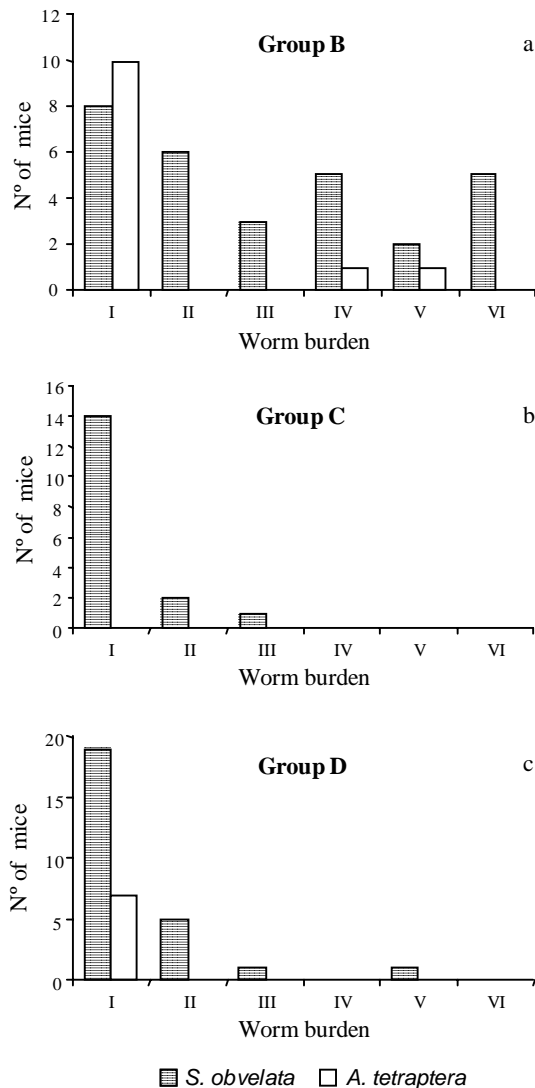 12
Group B
a
10
8
6
4
2
0
Nº of mice
I II III IV V VI
Worm burden
16
Group C
b
14
12
10
8
6
4
2
0
Nº of mice
I II III IV V VI
Worm burden
20
Group D
c
15
10
5
0
Nº of mice
I II III IV V VI
Worm burden
S. obvelata A. tetraptera